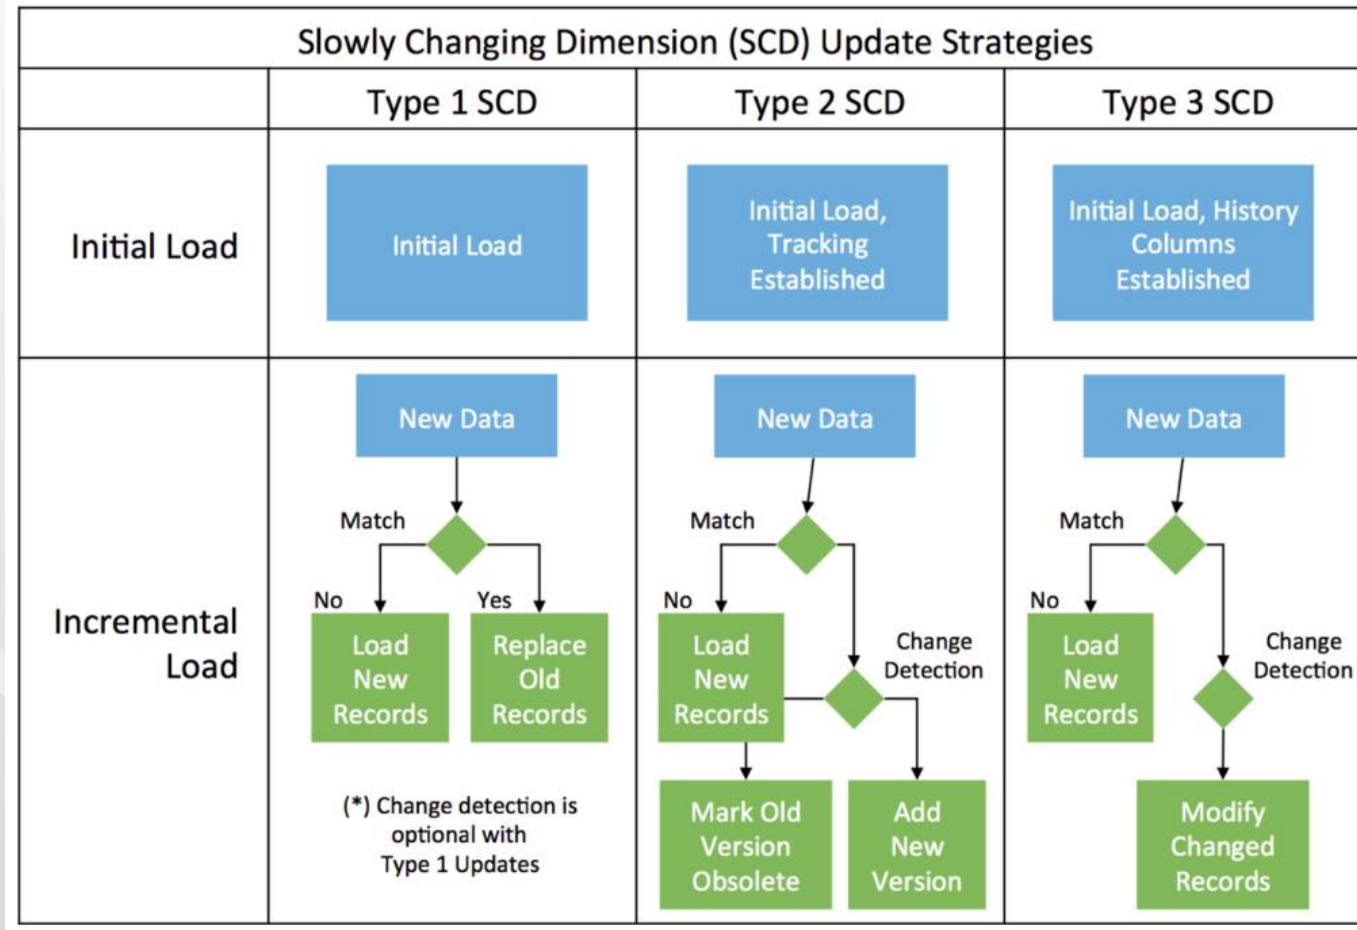 Slowly Changing Dimension (SCD) Update Strategies
Type 1 SCD
Type 2 SCD
Type 3 SCD
Initial Load
Initial Load
Initial Load,
Tracking
Established
Initial Load, History
Columns
Established
Incremental
Load
New Data
Match
No
Yes
Load
New
Records
Replace
Old
Records
(*) Change detection is
optional with
Type 1 Updates
New Data
Match
No
Load
New
Records
Change
Detection
Mark Old
Version
Obsolete
Add
New
Version
New Data
Match
No
Load
New
Records
Change
Detection
Modify
Changed
Records